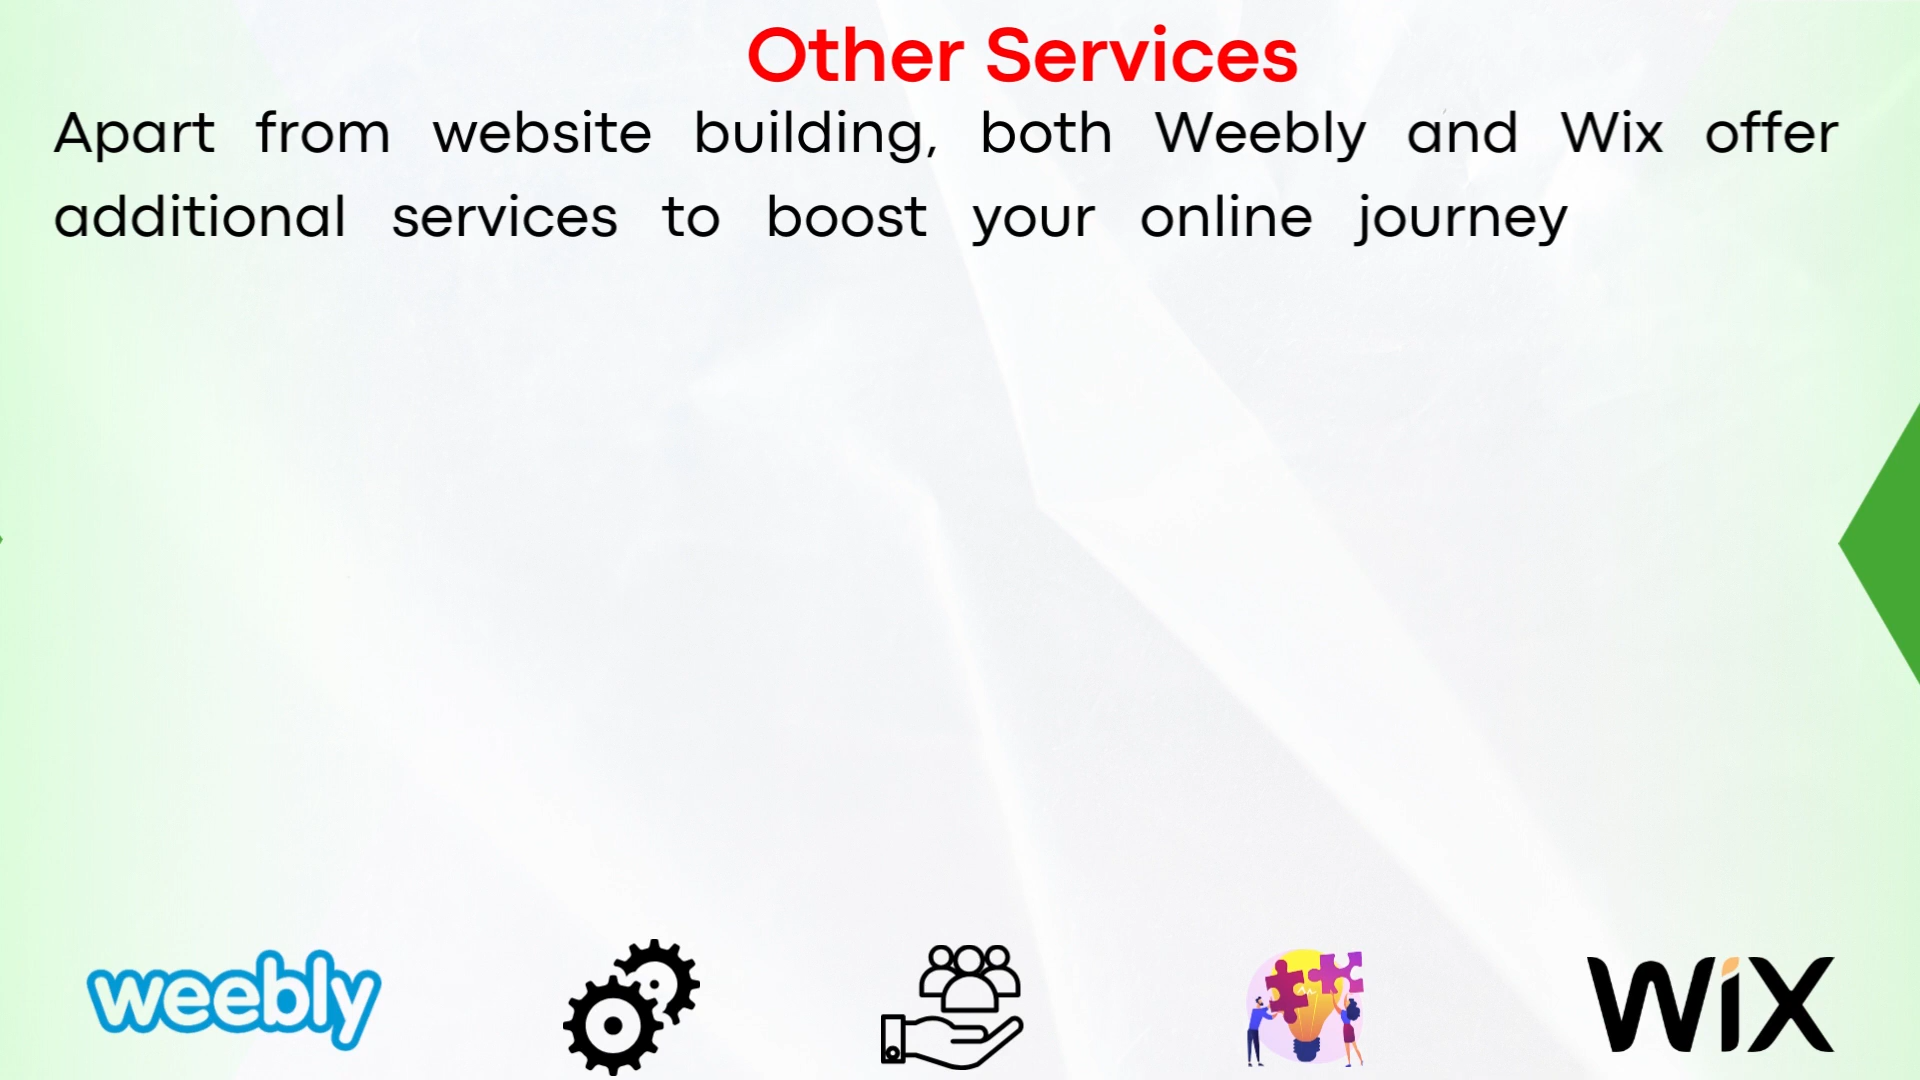 Other Services
Apart from website building, both Weebly and Wix offer
additional services to boost your online journey
weebly
WiX